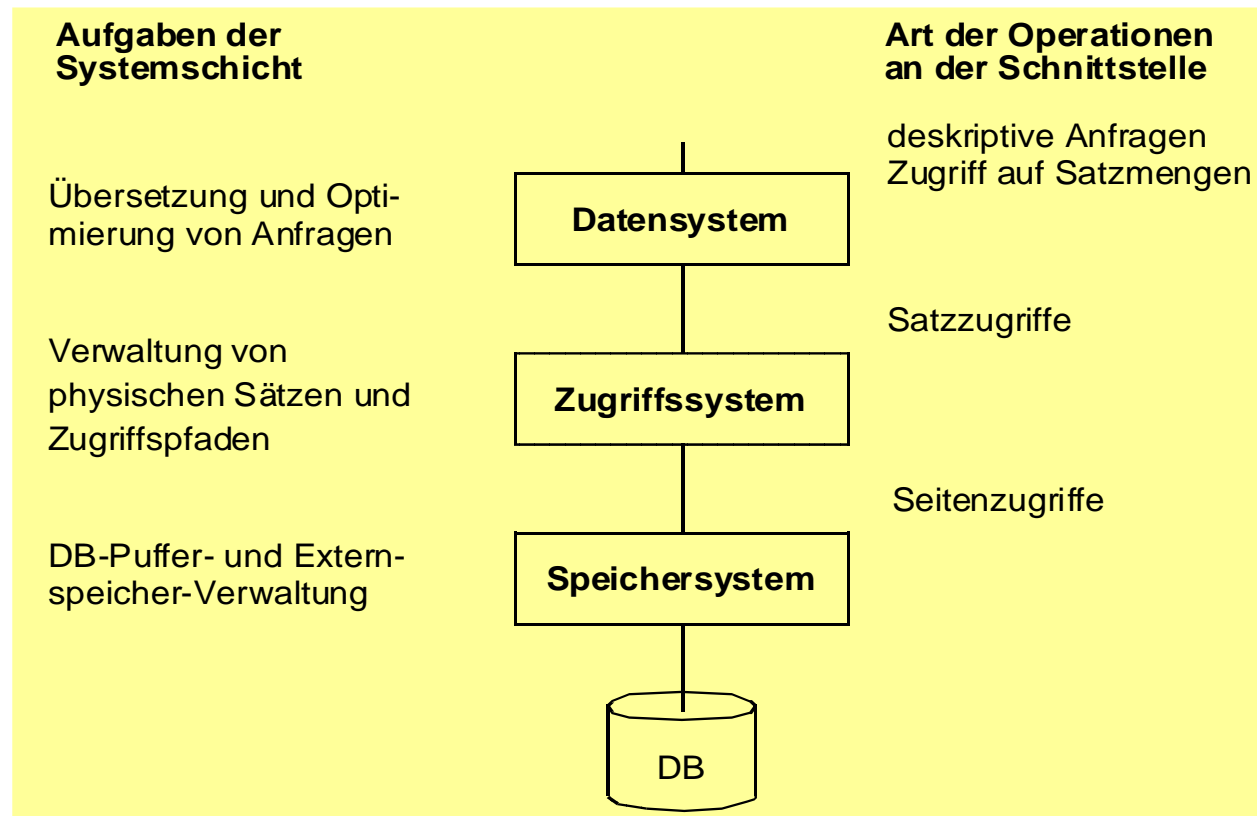 Aufgaben der
Systemschicht
Art der Operationen
an der Schnittstelle
deskriptive Anfragen
Zugriff auf Satzmengen
Übersetzung und Opti-
mierung von Anfragen
Datensystem
Satzzugriffe
Verwaltung von
physischen Sätzen und
Zugriffspfaden
Zugriffssystem
Seitenzugriffe
DB-Puffer- und Extern-
speicher-Verwaltung
Speichersystem
DB